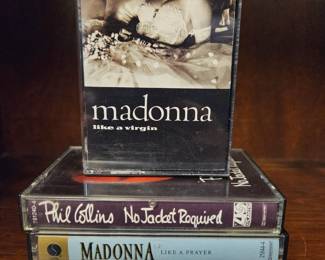 madonna
like a virgin
Phil Collins No Jacket Required
MADONNA LIKE A PRAYER